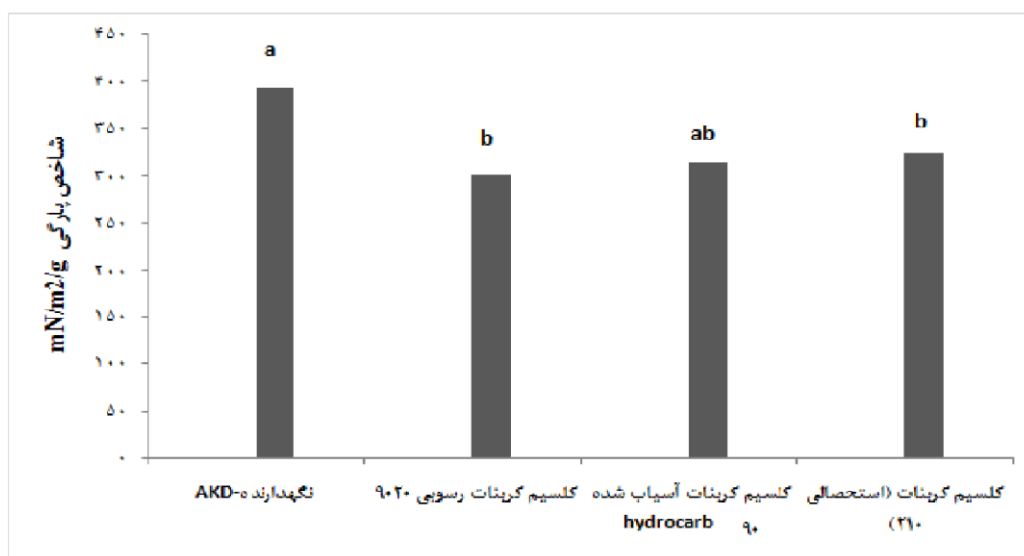 ۴۵۰
۴۰۰
۳۵۰
۳۰۰
۲۵۰
۲۰۰
۱۵۰
۱۰۰
۵۰
۰
شاخص پارگی mN/m2/g
a
b
ab
b
نگهدارنده-AKD
کلسیم کربنات رسوبی ۹۰۲۰
کلسیم کربنات آسیاب شده
hydrocarb ۹۰
کلسیم کربنات (استحصالی